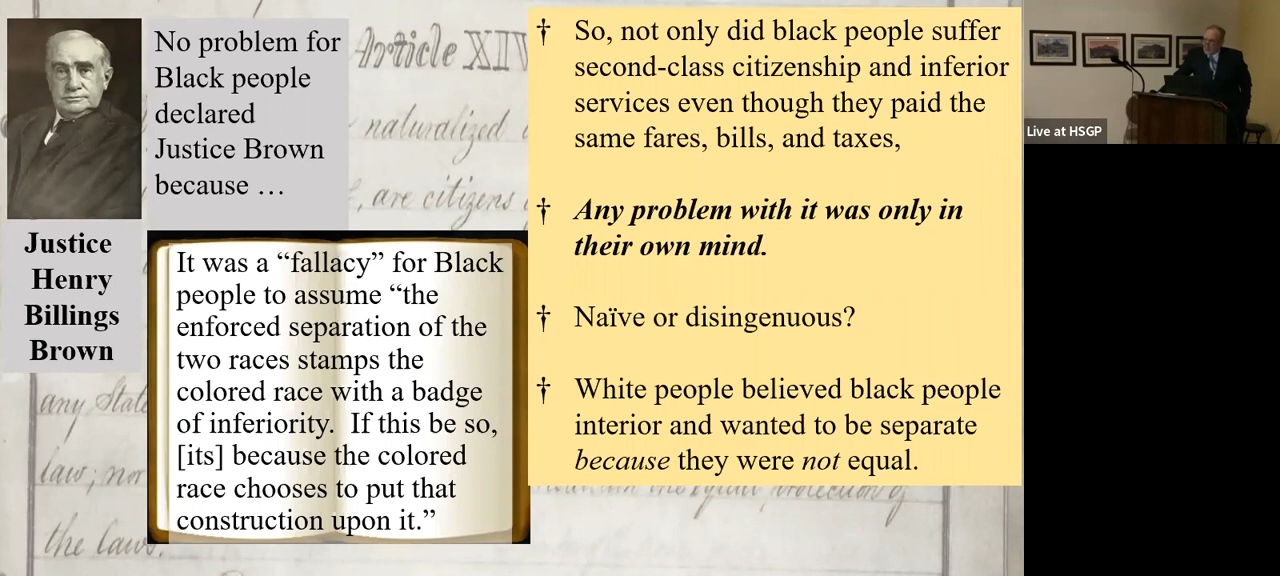 No problem for
Black people
declared
Justice Brown
because …
Justice
Henry
Billings
Brown
It was a “fallacy” for Black
people to assume “the
enforced separation of the
two races stamps the
colored race with a badge
of inferiority.  If this be so,
[its] because the colored
race chooses to put that
construction upon it.”
Article XIV
naturalized
, are citizens
any State
law; nor
the laws.
† So, not only did black people suffer
second-class citizenship and inferior
services even though they paid the
same fares, bills, and taxes,
† Any problem with it was only in
their own mind.
† Naïve or disingenuous?
† White people believed black people
interior and wanted to be separate
because they were not equal.
Live at HSGP